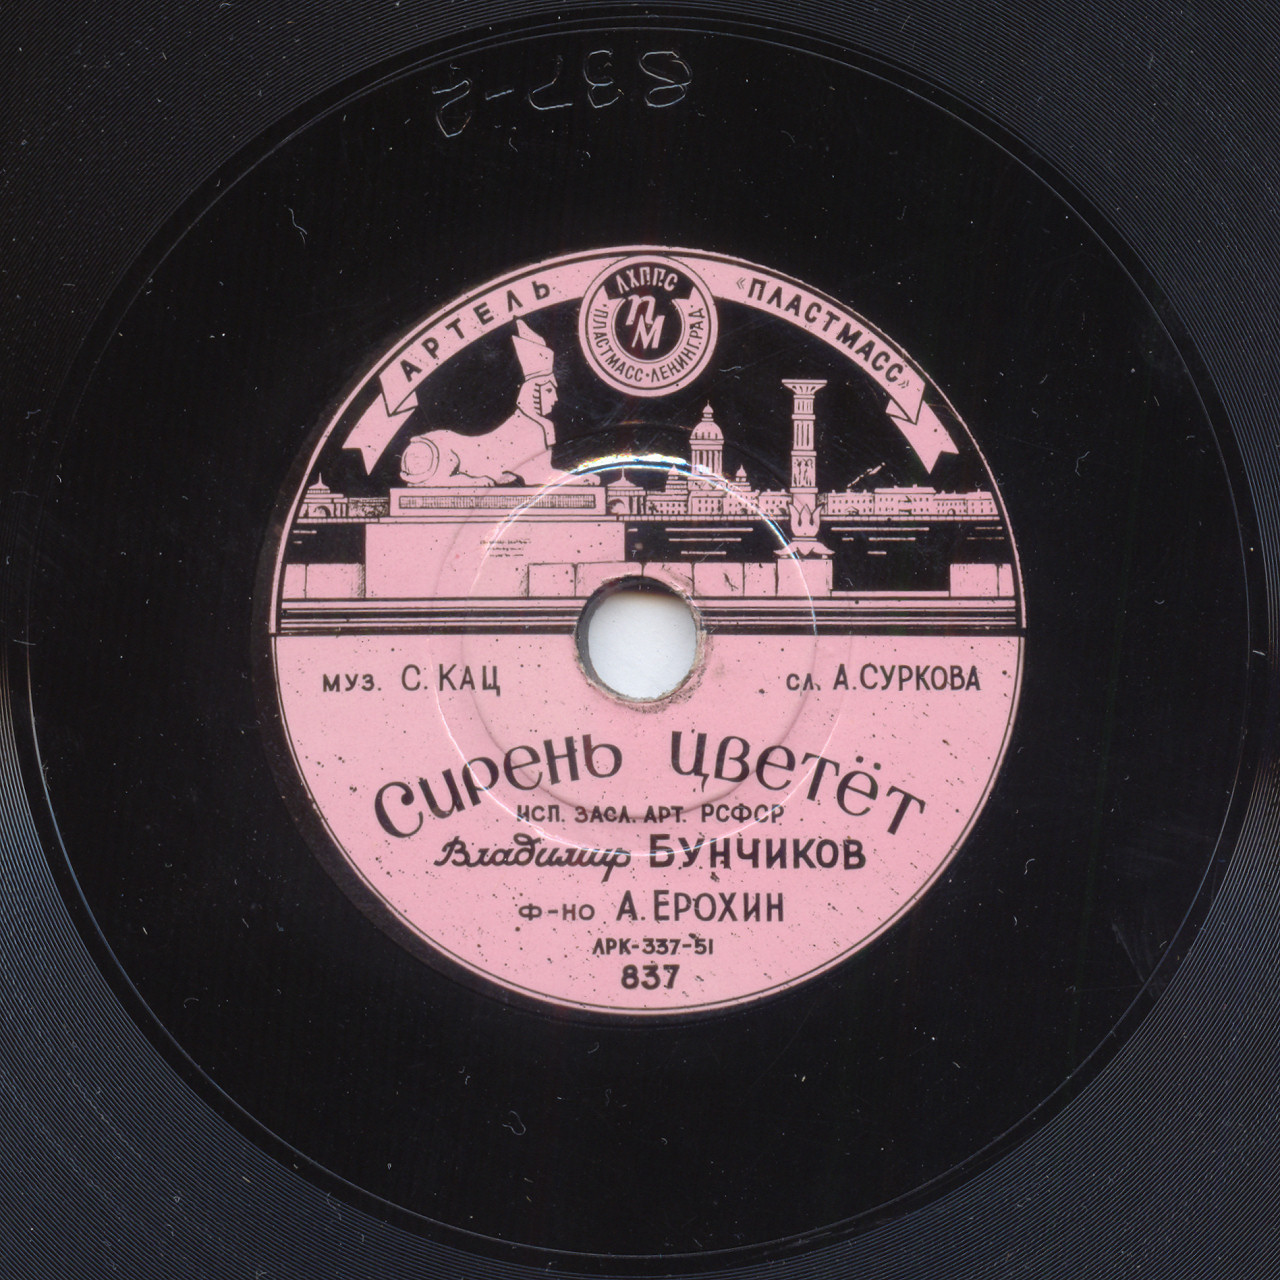 837-2
АРТЕЛЬ «ПЛАСТМАСС»
ЛХППС
ПМ
·ПЛАСТМАСС·ЛЕНИНГРАД·
МУЗ. С. КАЦ
СЛ. А. СУРКОВА
СИРЕНЬ ЦВЕТЁТ
ИСП. ЗАСЛ. АРТ. РСФСР
Владимир БУНЧИКОВ
Ф-НО А. ЕРОХИН
ЛРК-337-51
837